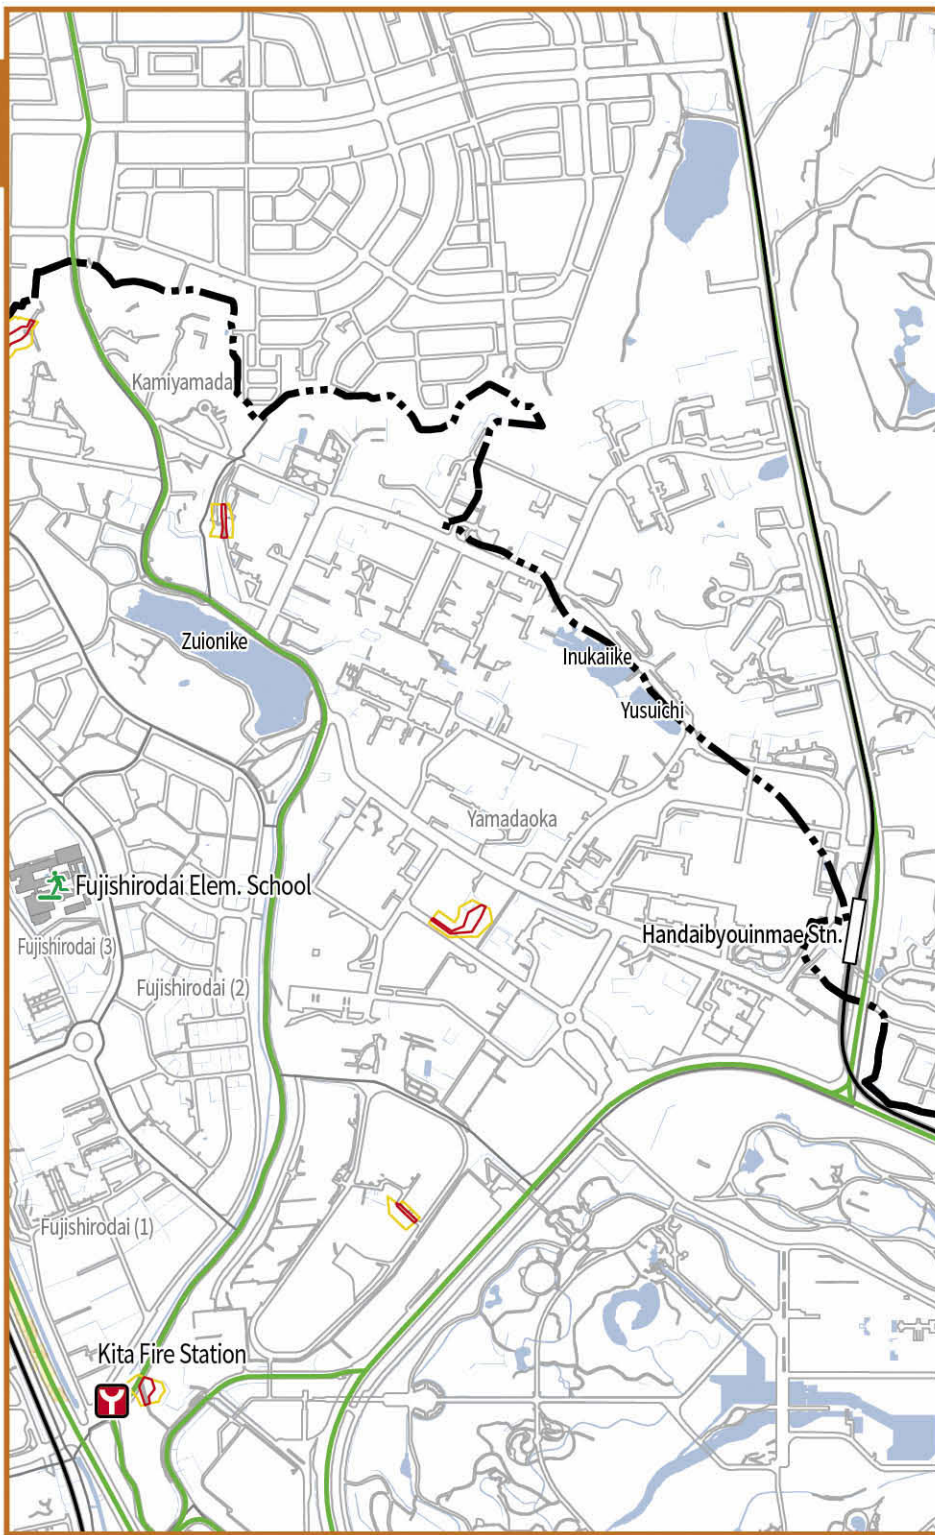 Kamiyamada
Zuionike
Inukaiike
Yusuichi
Yamadaoka
Fujishirodai Elem. School
Handaibyouinmae Stn.
Fujishirodai (3)
Fujishirodai (2)
Fujishirodai (1)
Kita Fire Station